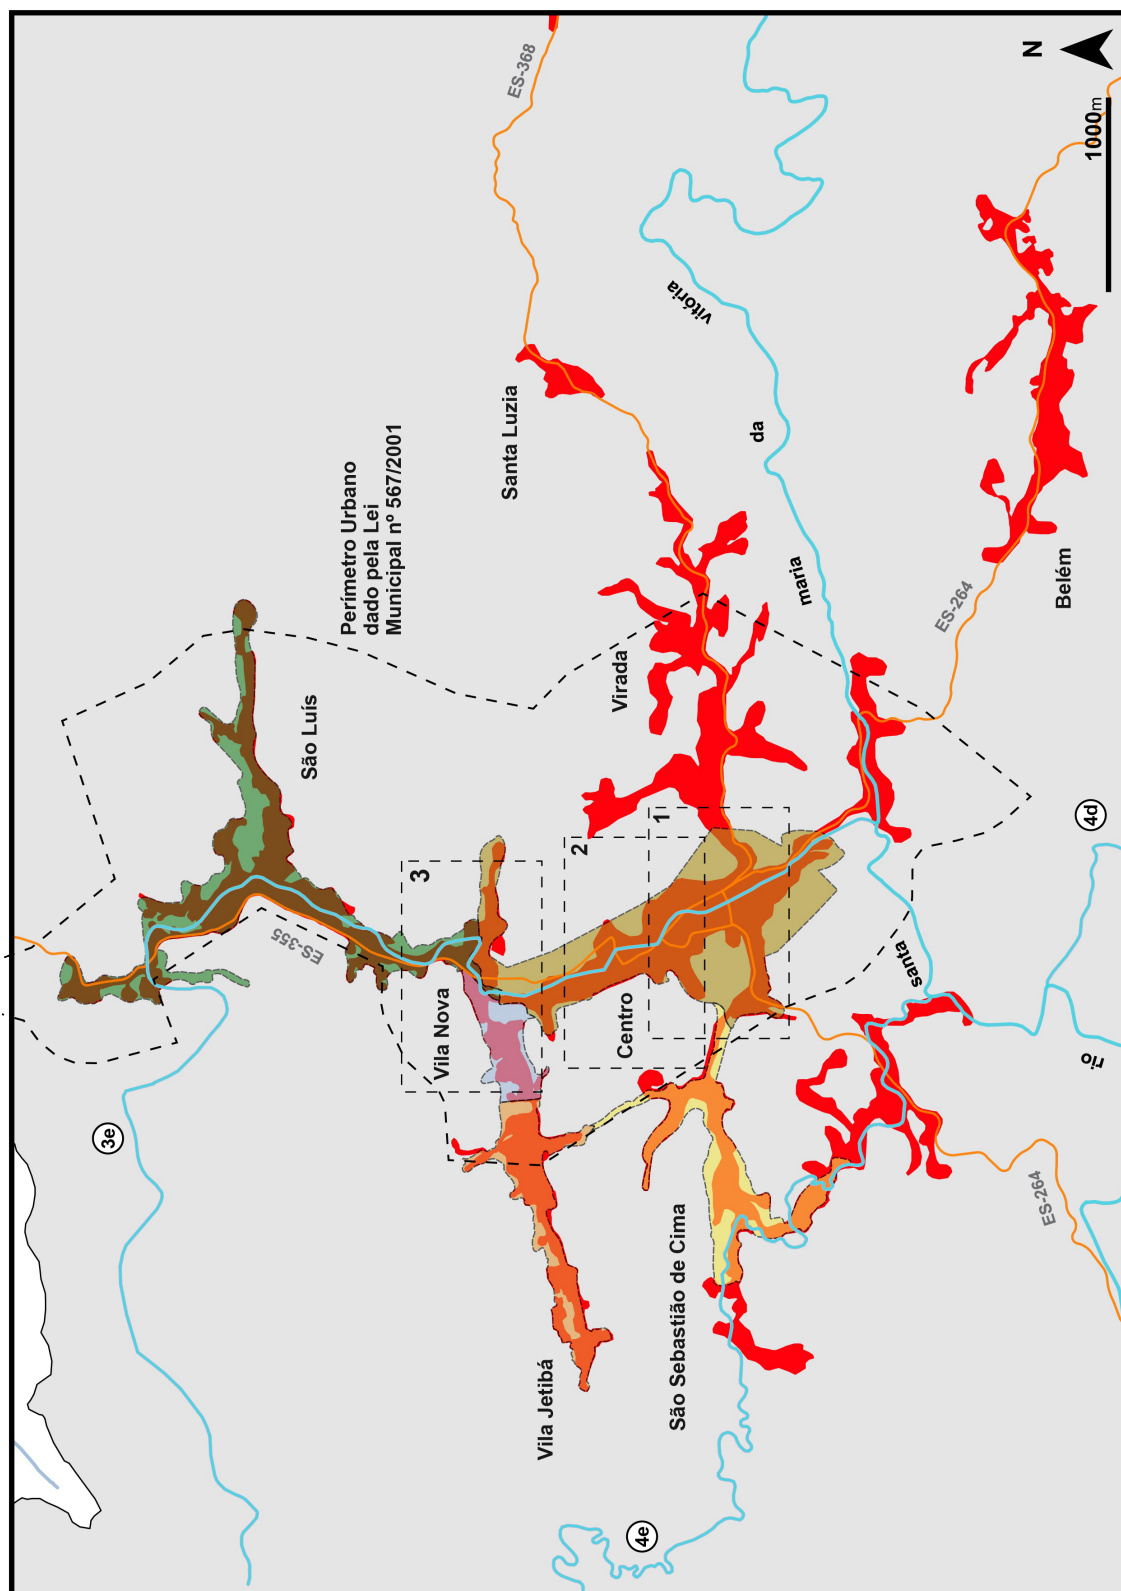 ES-368
N
1000m
vitória
Santa Luzia
da
Perímetro Urbano
dado pela Lei
Municipal nº 567/2001
maria
Belém
ES-264
Virada
São Luís
1
2
3
4d
ES-355
santa
Vila Nova
Centro
rio
3e
ES-264
São Sebastião de Cima
Vila Jetibá
4e